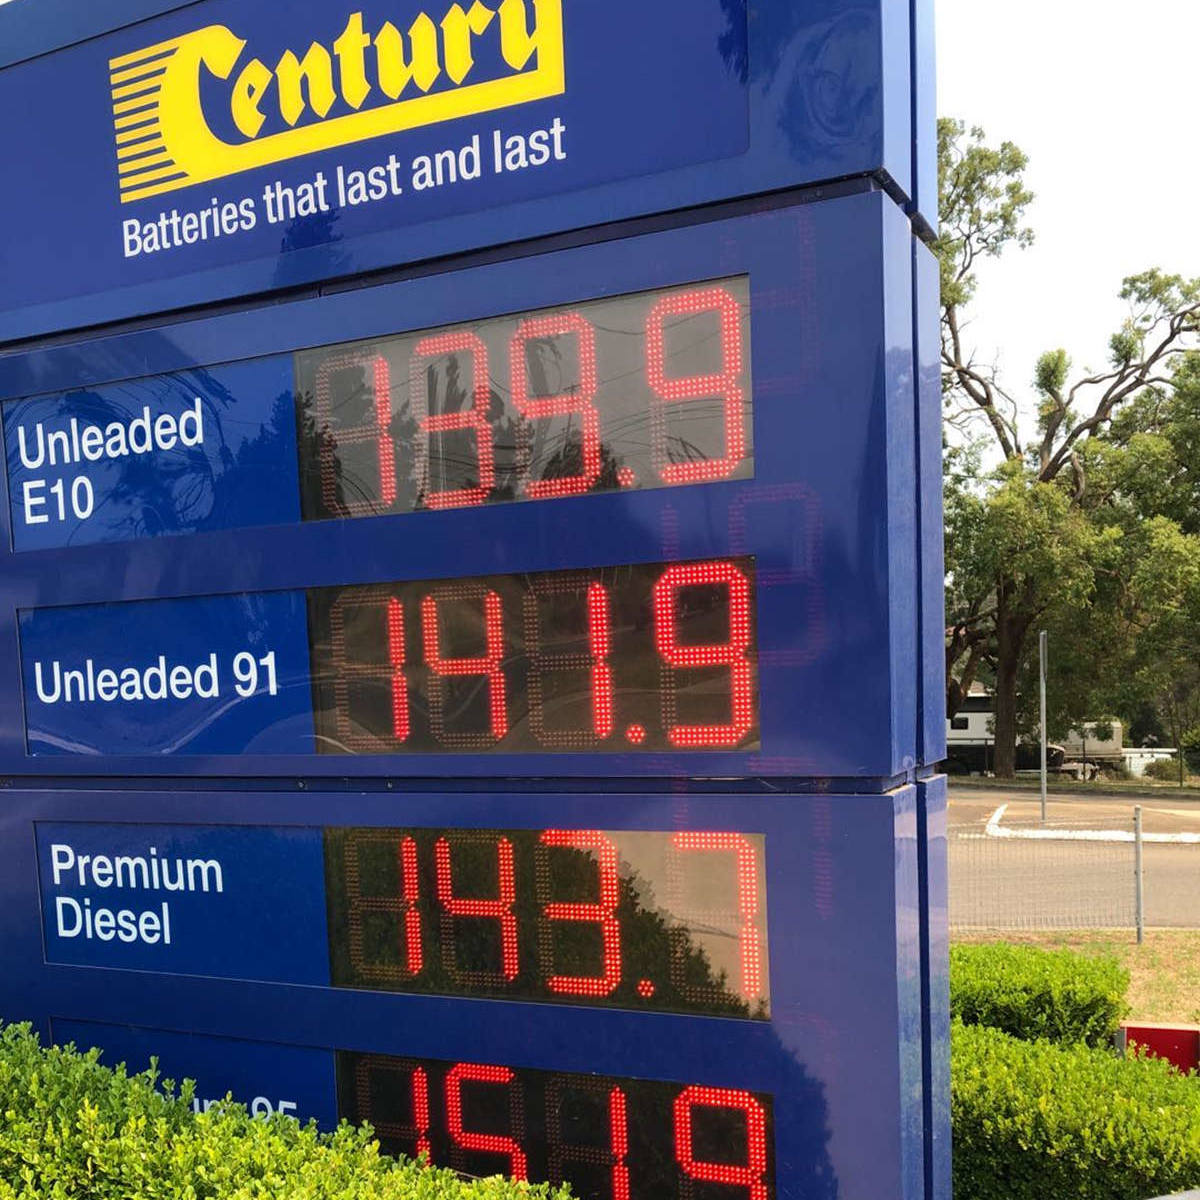 Century
Batteries that last and last
Unleaded
E10
139.9
Unleaded 91
141.9
Premium
Diesel
143.7
95
151.9